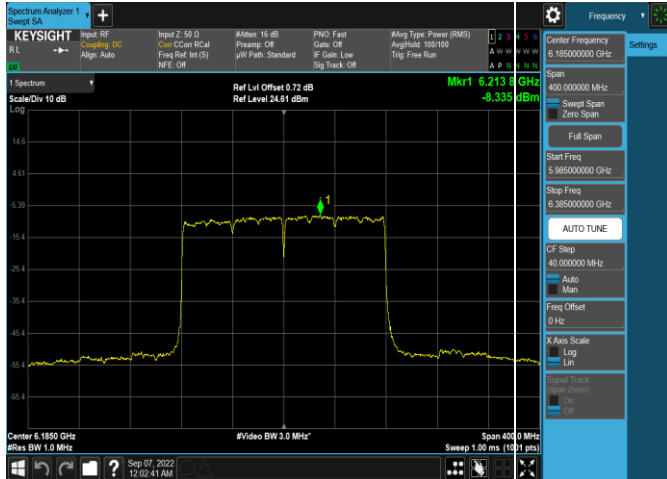 Spectrum Analyzer 1
Swept SA
KEYSIGHT
RL
Input: RF
Coupling: DC
Align: Auto
Input Z: 50 Ω
Corr CCorr RCal
Freq Ref: Int (S)
NFE: Off
#Atten: 16 dB
Preamp: Off
µW Path: Standard
PNO: Fast
Gate: Off
IF Gain: Low
Sig Track: Off
#Avg Type: Power (RMS)
Avg|Hold: 100/100
Trig: Free Run
1 2 3 4 5 6
A W W W W W
A P N N N N
1 Spectrum
Scale/Div 10 dB
Log
Ref Lvl Offset 0.72 dB
Ref Level 24.61 dBm
Mkr1 6.213 8 GHz
-8.335 dBm
14.6
4.61
-5.39
-15.4
-25.4
-35.4
-45.4
-55.4
-65.4
1
Center 6.1850 GHz
#Res BW 1.0 MHz
#Video BW 3.0 MHz*
Span 400.0 MHz
Sweep 1.00 ms (1001 pts)
Sep 07, 2022
12:02:41 AM
Frequency
Settings
Center Frequency
6.185000000 GHz
Span
400.000000 MHz
Swept Span
Zero Span
Full Span
Start Freq
5.985000000 GHz
Stop Freq
6.385000000 GHz
AUTO TUNE
CF Step
40.000000 MHz
Auto
Man
Freq Offset
0 Hz
X Axis Scale
Log
Lin
Signal Track
(Span Zoom)
On
Off